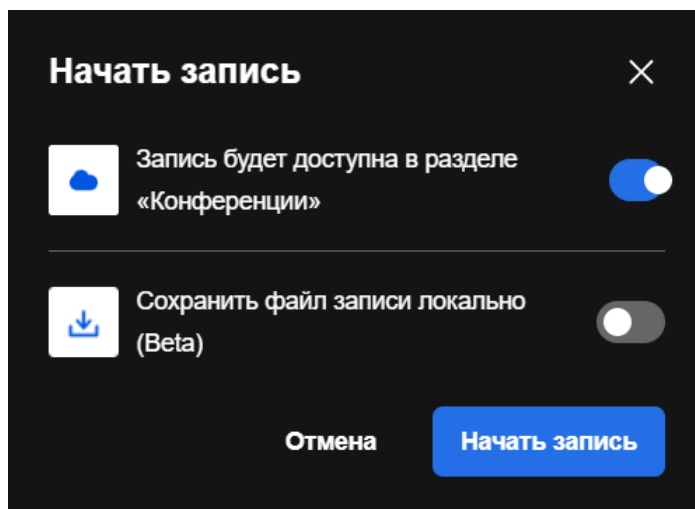 Начать запись
Запись будет доступна в разделе
«Конференции»
Сохранить файл записи локально
(Beta)
Отмена
Начать запись